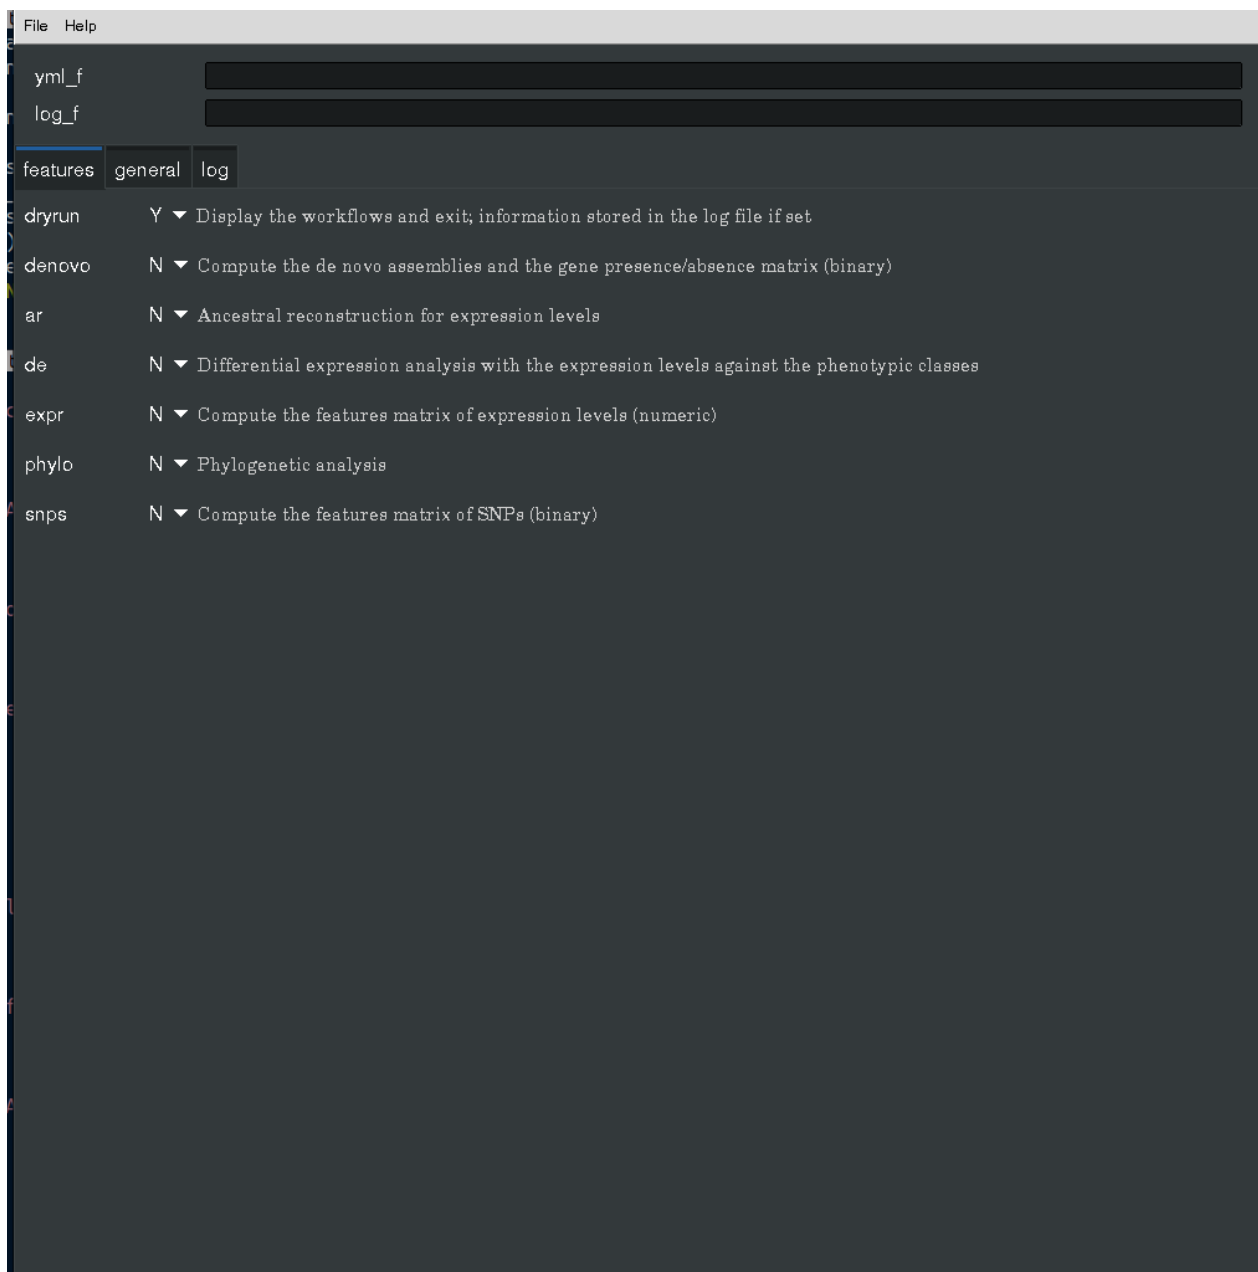 File Help
yml_f
log_f
features general log
dryrun Y Display the workflows and exit; information stored in the log file if set
denovo N Compute the de novo assemblies and the gene presence/absence matrix (binary)
ar N Ancestral reconstruction for expression levels
de N Differential expression analysis with the expression levels against the phenotypic classes
expr N Compute the features matrix of expression levels (numeric)
phylo N Phylogenetic analysis
snps N Compute the features matrix of SNPs (binary)